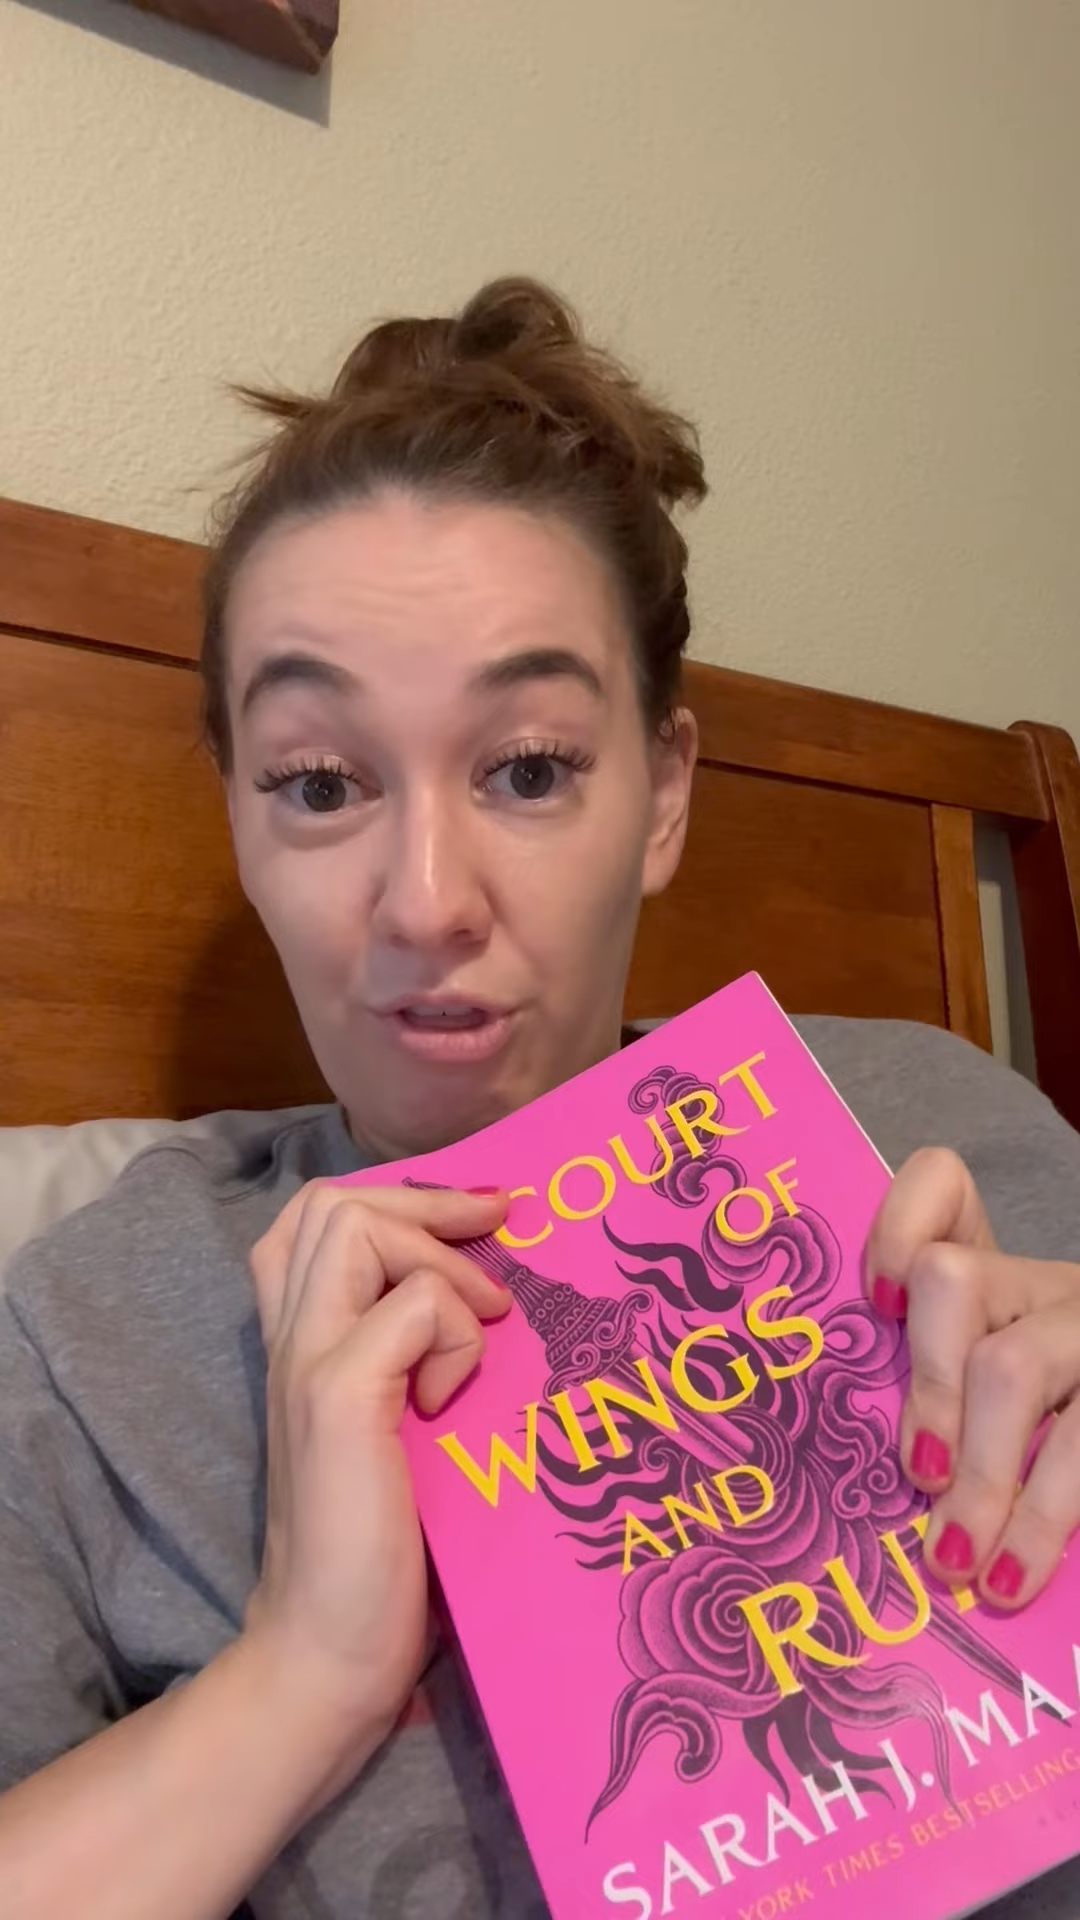 COURT
OF
WINGS
AND
SARAH J.
YORK TIMES BESTSELLING